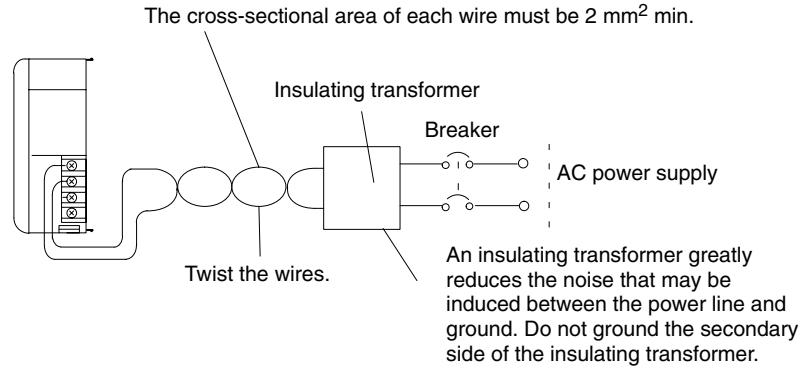 The cross-sectional area of each wire must be 2 mm² min.
Insulating transformer
Breaker
AC power supply
Twist the wires.
An insulating transformer greatly
reduces the noise that may be
induced between the power line and
ground. Do not ground the secondary
side of the insulating transformer.